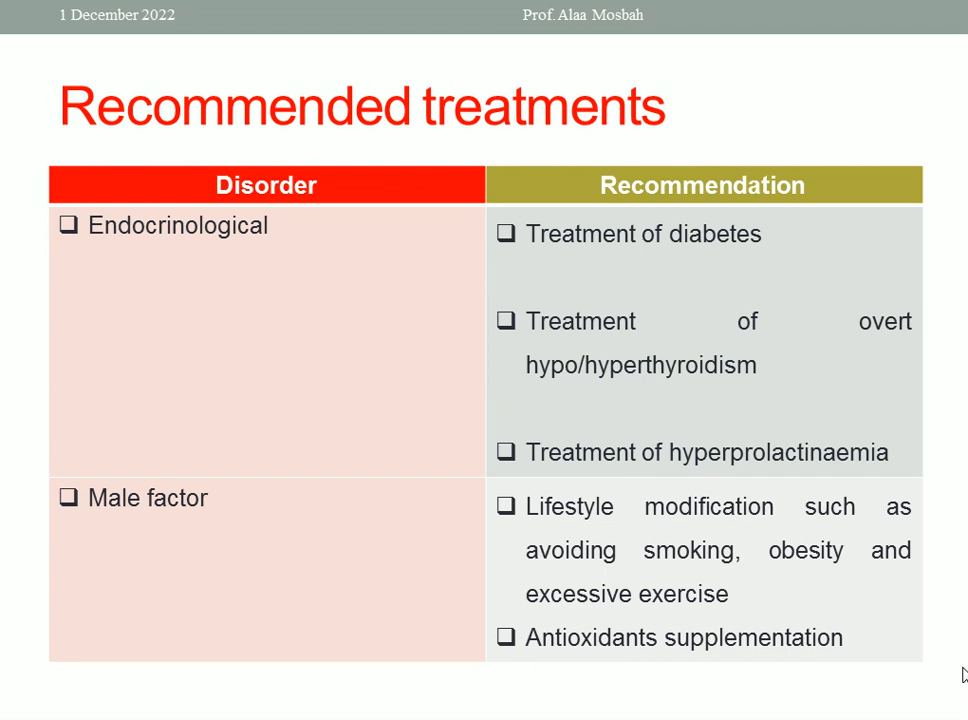 1 December 2022 Prof. Alaa Mosbah
Recommended treatments
Disorder Recommendation
❑ Endocrinological
❑ Treatment of diabetes
❑ Treatment of overt
hypo/hyperthyroidism
❑ Treatment of hyperprolactinaemia
❑ Male factor
❑ Lifestyle modification such as
avoiding smoking, obesity and
excessive exercise
❑ Antioxidants supplementation